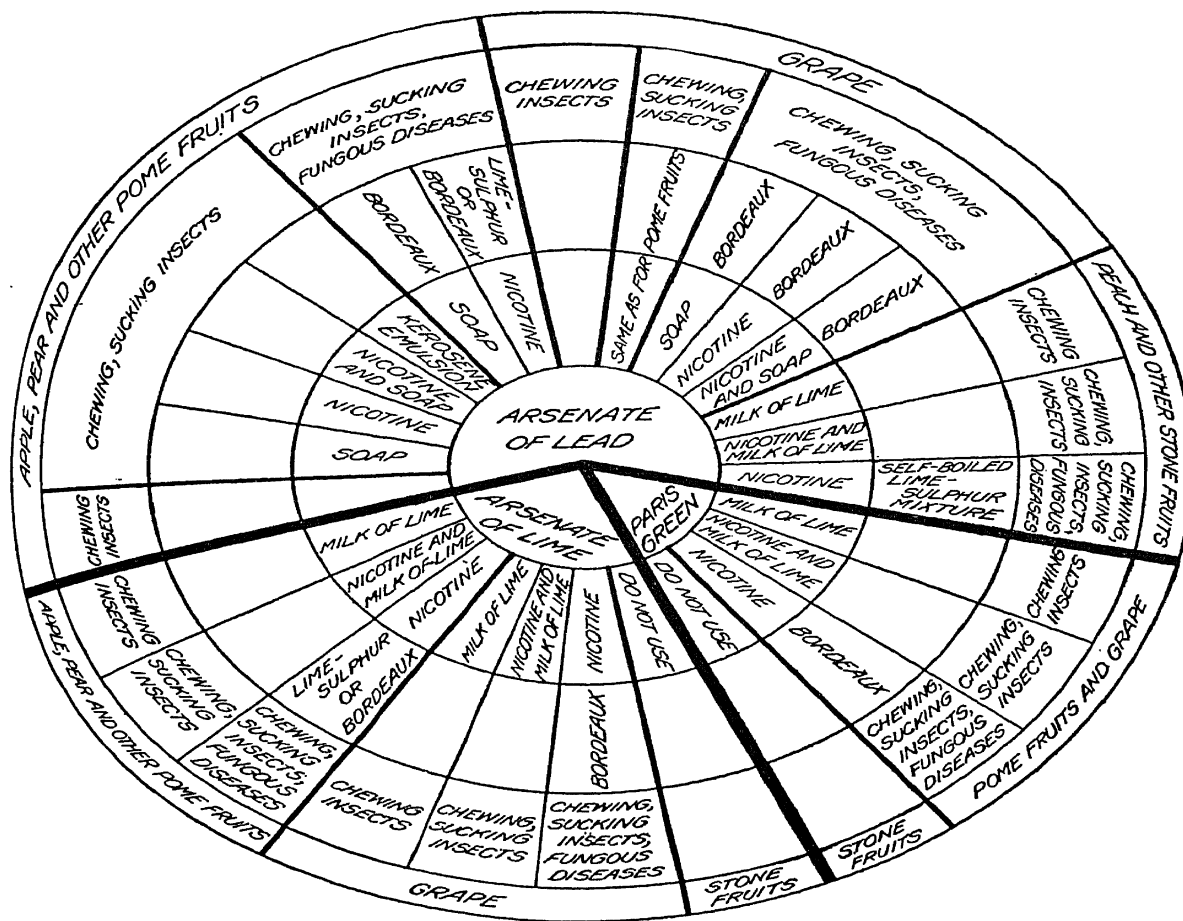 GRAPE
APPLE, PEAR AND OTHER POME FRUITS
PEACH AND OTHER STONE FRUITS
CHEWING, SUCKING
INSECTS,
FUNGOUS DISEASES
CHEWING
INSECTS
CHEWING,
SUCKING
INSECTS
CHEWING, SUCKING
INSECTS,
FUNGOUS DISEASES
CHEWING, SUCKING INSECTS
BORDEAUX
LIME-
SULPHUR
OR
BORDEAUX
SAME AS FOR POME FRUITS
BORDEAUX
BORDEAUX
BORDEAUX
CHEWING
INSECTS
CHEWING,
SUCKING
INSECTS
CHEWING,
SUCKING
INSECTS,
FUNGOUS
DISEASES
SOAP
NICOTINE
KEROSENE
EMULSION
NICOTINE
AND SOAP
NICOTINE
SOAP
SOAP
NICOTINE
NICOTINE
AND SOAP
MILK OF LIME
NICOTINE AND
MILK OF LIME
NICOTINE
SELF-BOILED
LIME-
SULPHUR
MIXTURE
ARSENATE
OF LEAD
CHEWING
INSECTS
ARSENATE
OF LIME
PARIS
GREEN
MILK OF LIME
NICOTINE AND
MILK OF-LIME
NICOTINE
MILK OF LIME
NICOTINE AND
MILK OF LIME
NICOTINE
DO NOT USE
DO NOT USE
MILK OF LIME
NICOTINE AND
MILK OF LIME
NICOTINE
LIME-
SULPHUR
OR
BORDEAUX
BORDEAUX
BORDEAUX
CHEWING
INSECTS
CHEWING,
SUCKING
INSECTS
CHEWING,
SUCKING
INSECTS,
FUNGOUS
DISEASES
CHEWING
INSECTS
CHEWING,
SUCKING
INSECTS
CHEWING,
SUCKING
INSECTS,
FUNGOUS
DISEASES
CHEWING,
SUCKING
INSECTS,
FUNGOUS
DISEASES
CHEWING,
SUCKING
INSECTS
CHEWING
INSECTS
APPLE, PEAR AND OTHER POME FRUITS
GRAPE
STONE
FRUITS
STONE
FRUITS
POME FRUITS AND GRAPE